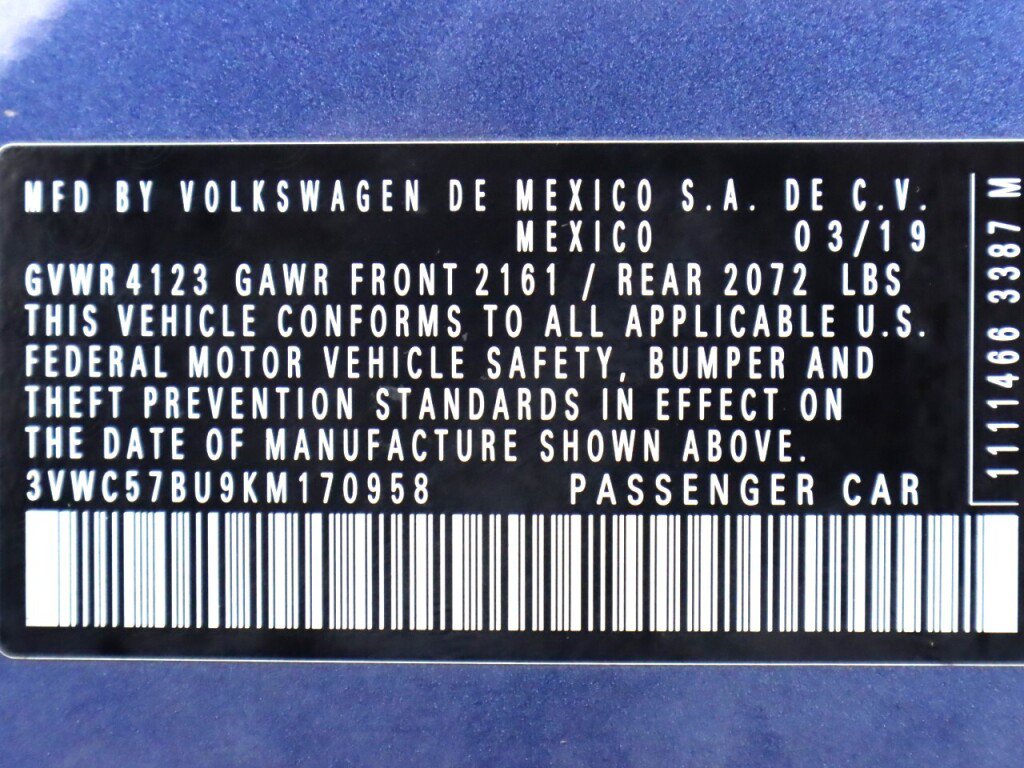 MFD BY VOLKSWAGEN DE MEXICO S.A. DE C.V.
MEXICO 03/19
GVWR 4123 GAWR FRONT 2161 / REAR 2072 LBS
THIS VEHICLE CONFORMS TO ALL APPLICABLE U.S.
FEDERAL MOTOR VEHICLE SAFETY, BUMPER AND
THEFT PREVENTION STANDARDS IN EFFECT ON
THE DATE OF MANUFACTURE SHOWN ABOVE.
3VWC57BU9KM170958 PASSENGER CAR
1111466 3387 M